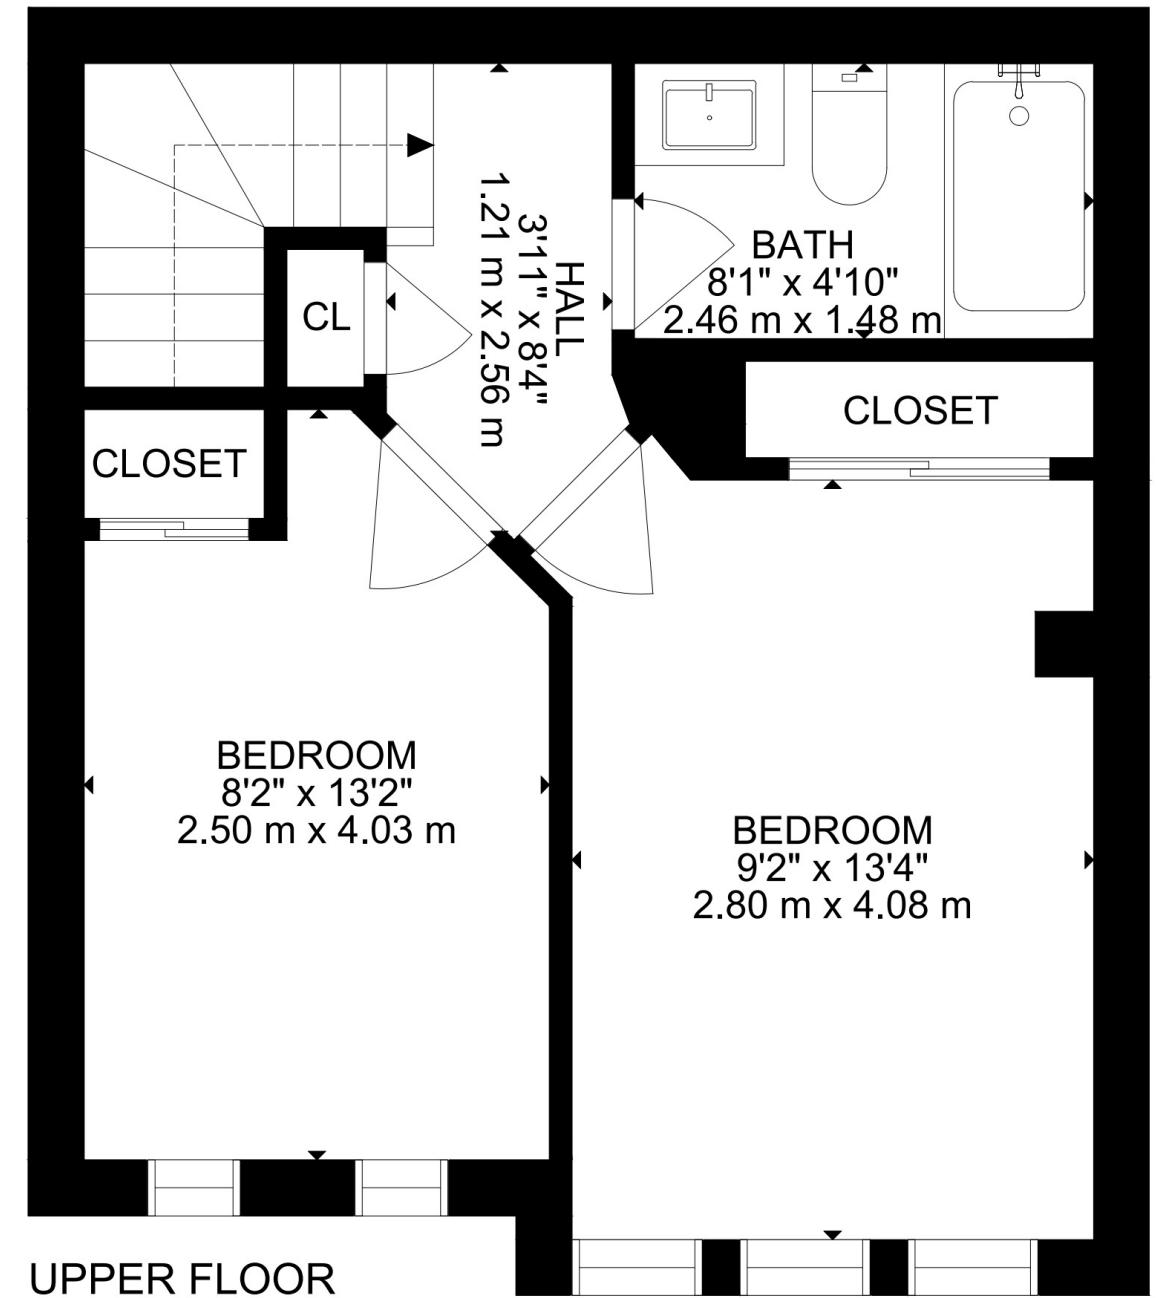 BATH
8'1" x 4'10"
2.46 m x 1.48 m
HALL
3'11" x 8'4"
1.21 m x 2.56 m
CL
CLOSET
CLOSET
BEDROOM
8'2" x 13'2"
2.50 m x 4.03 m
BEDROOM
9'2" x 13'4"
2.80 m x 4.08 m
UPPER FLOOR